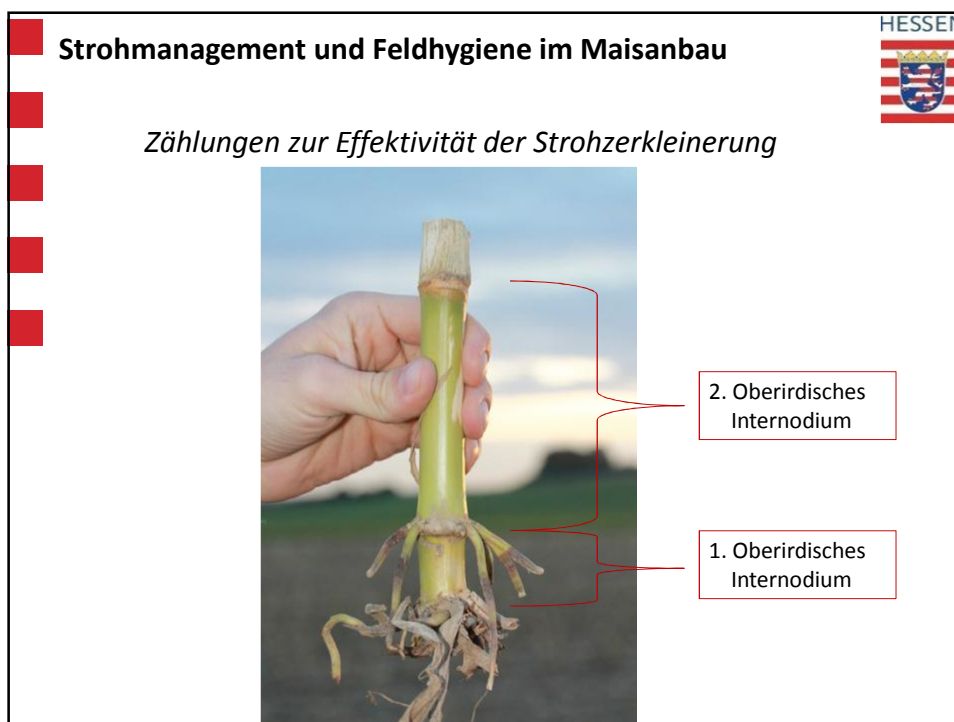 HESSEN
Strohmanagement und Feldhygiene im Maisanbau
Zählungen zur Effektivität der Strohzerkleinerung
2. Oberirdisches
Internodium
1. Oberirdisches
Internodium